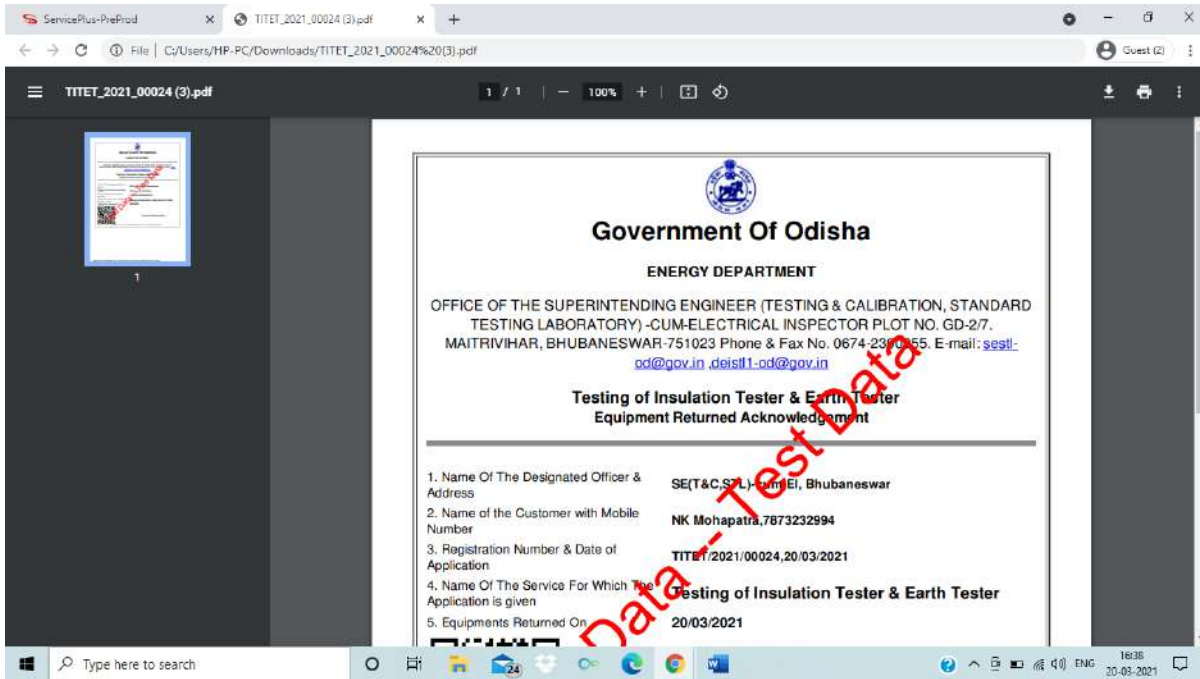 ServicePlus-PreProd
TITET_2021_00024 (3).pdf
File | C:/Users/HP-PC/Downloads/TITET_2021_00024%20(3).pdf
Guest (2)
TITET_2021_00024 (3).pdf
1 / 1
100%
1
Government Of Odisha
ENERGY DEPARTMENT
OFFICE OF THE SUPERINTENDING ENGINEER (TESTING & CALIBRATION, STANDARD
TESTING LABORATORY) -CUM-ELECTRICAL INSPECTOR PLOT NO. GD-2/7.
MAITRIVIHAR, BHUBANESWAR-751023 Phone & Fax No. E-mail: sestl-
od@gov.in ,deistl1-od@gov.in
Testing of Insulation Tester & Earth Tester
Equipment Returned Acknowledgement
1. Name Of The Designated Officer &
Address
SE(T&C,STL)-cum-EI, Bhubaneswar
2. Name of the Customer with Mobile
Number
NK Mohapatra,7873232994
3. Registration Number & Date of
Application
TITET/2021/00024,20/03/2021
4. Name Of The Service For Which The
Application is given
Testing of Insulation Tester & Earth Tester
5. Equipments Returned On
20/03/2021
Data -- Test Data
Type here to search
24
ENG
16:38
20-03-2021